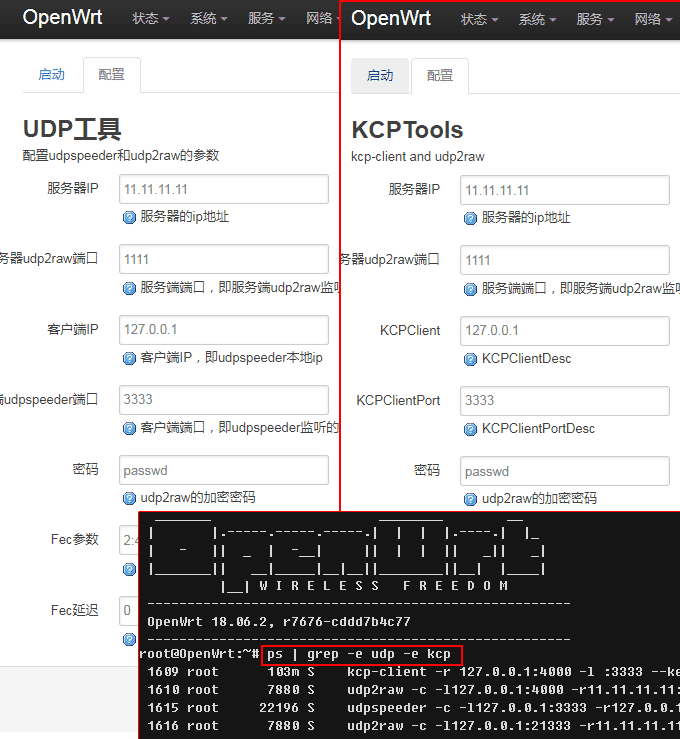 OpenWrt 状态 系统 服务 网络
启动 配置
UDP工具
配置udpspeeder和udp2raw的参数
服务器IP 11.11.11.11
服务器的ip地址
务器udp2raw端口 1111
服务端端口，即服务端udp2raw监听
客户端IP 127.0.0.1
客户端IP，即udpspeeder本地ip
端udpspeeder端口 3333
客户端端口，即udpspeeder监听的
密码 passwd
udp2raw的加密密码
Fec参数 2:4
Fec延迟 0
OpenWrt 状态 系统 服务 网络
启动 配置
KCPTools
kcp-client and udp2raw
服务器IP 11.11.11.11
服务器的ip地址
务器udp2raw端口 1111
服务端端口，即服务端udp2raw监
KCPClient 127.0.0.1
KCPClientDesc
KCPClientPort 3333
KCPClientPortDesc
密码 passwd
udp2raw的加密密码
OpenWrt
W I R E L E S S   F R E E D O M
OpenWrt 18.06.2, r7676-cddd7b4c77
root@OpenWrt:~# ps | grep -e udp -e kcp
1609 root 103m S kcp-client -r 127.0.0.1:4000 -l :3333 --ke
1610 root 7880 S udp2raw -c -l127.0.0.1:4000 -r11.11.11.11:
1615 root 22196 S udpspeeder -c -l127.0.0.1:3333 -r127.0.0.
1616 root 7880 S udp2raw -c -l127.0.0.1:21333 -r11.11.11.1